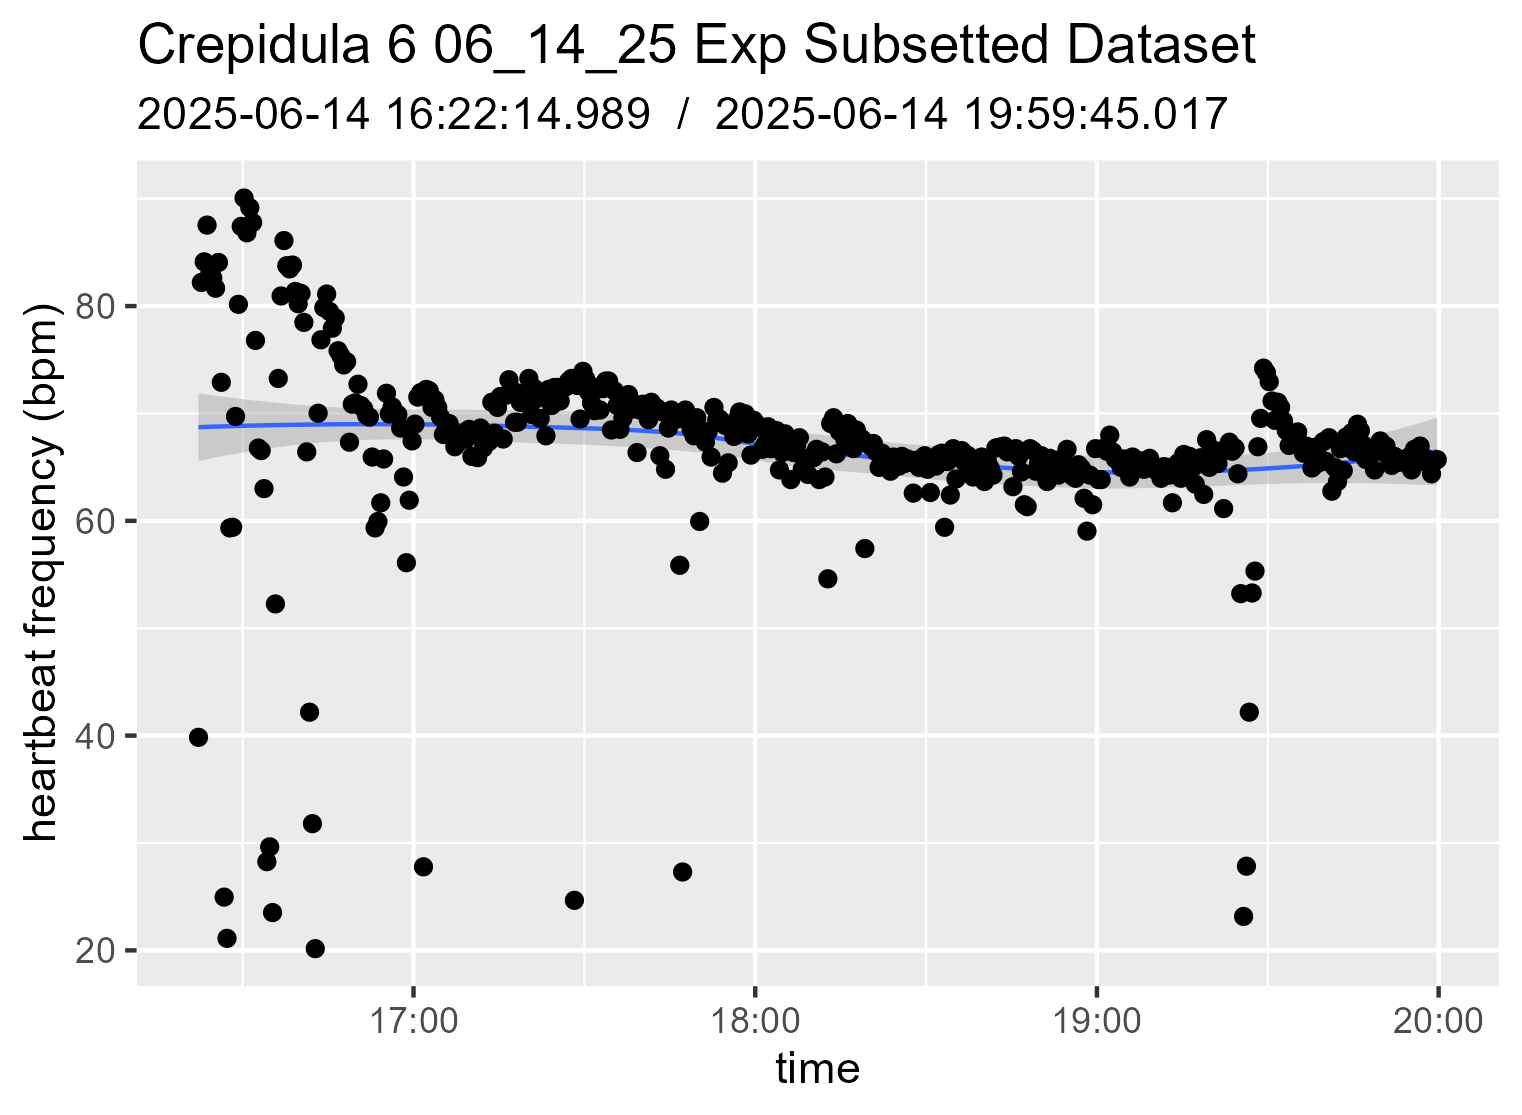 Crepidula 6 06_14_25 Exp Subsetted Dataset
2025-06-14 16:22:14.989 / 2025-06-14 19:59:45.017
heartbeat frequency (bpm)
80
60
40
20
17:00 18:00 19:00 20:00
time